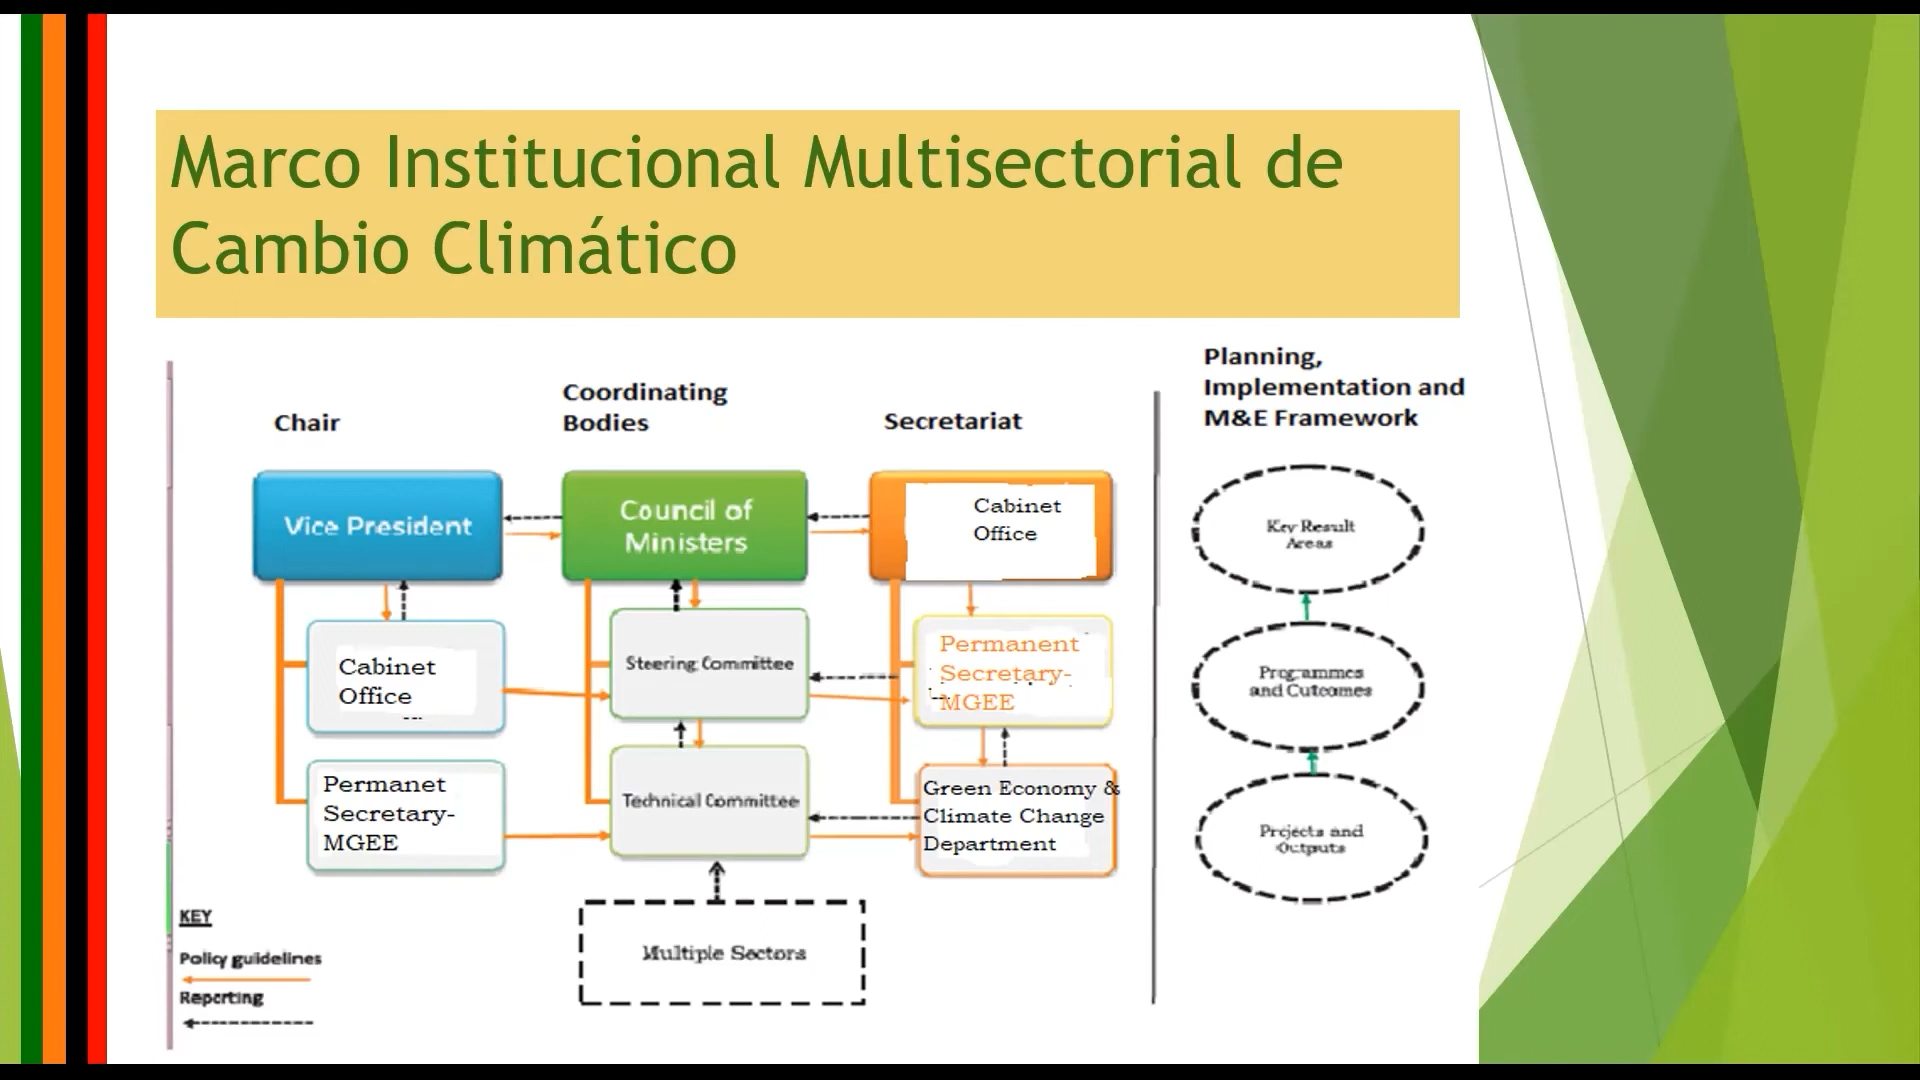 Marco Institucional Multisectorial de
Cambio Climático
Chair
Coordinating
Bodies
Secretariat
Planning,
Implementation and
M&E Framework
Vice President
Council of
Ministers
Cabinet
Office
Key Result
Areas
Cabinet
Office
Steering Committee
Permanent
Secretary-
MGEE
Programmes
and Outcomes
Permanet
Secretary-
MGEE
Technical Committee
Green Economy &
Climate Change
Department
Projects and
Outputs
Multiple Sectors
KEY
Policy guidelines
Reporting